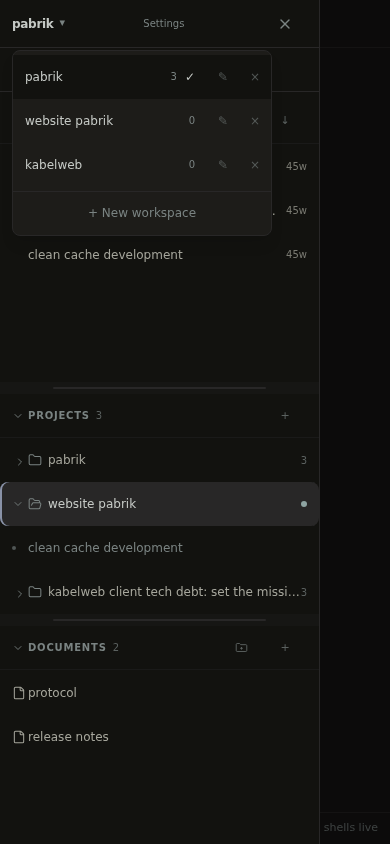 pabrik ▼ Settings ×
pabrik 3 ✓ ✎ ×
website pabrik 0 ✎ ×
kabelweb 0 ✎ ×
+ New workspace
↓
45w
. 45w
clean cache development 45w
PROJECTS 3 +
pabrik 3
website pabrik
clean cache development
kabelweb client tech debt: set the missi... 3
DOCUMENTS 2 +
protocol
release notes
shells live